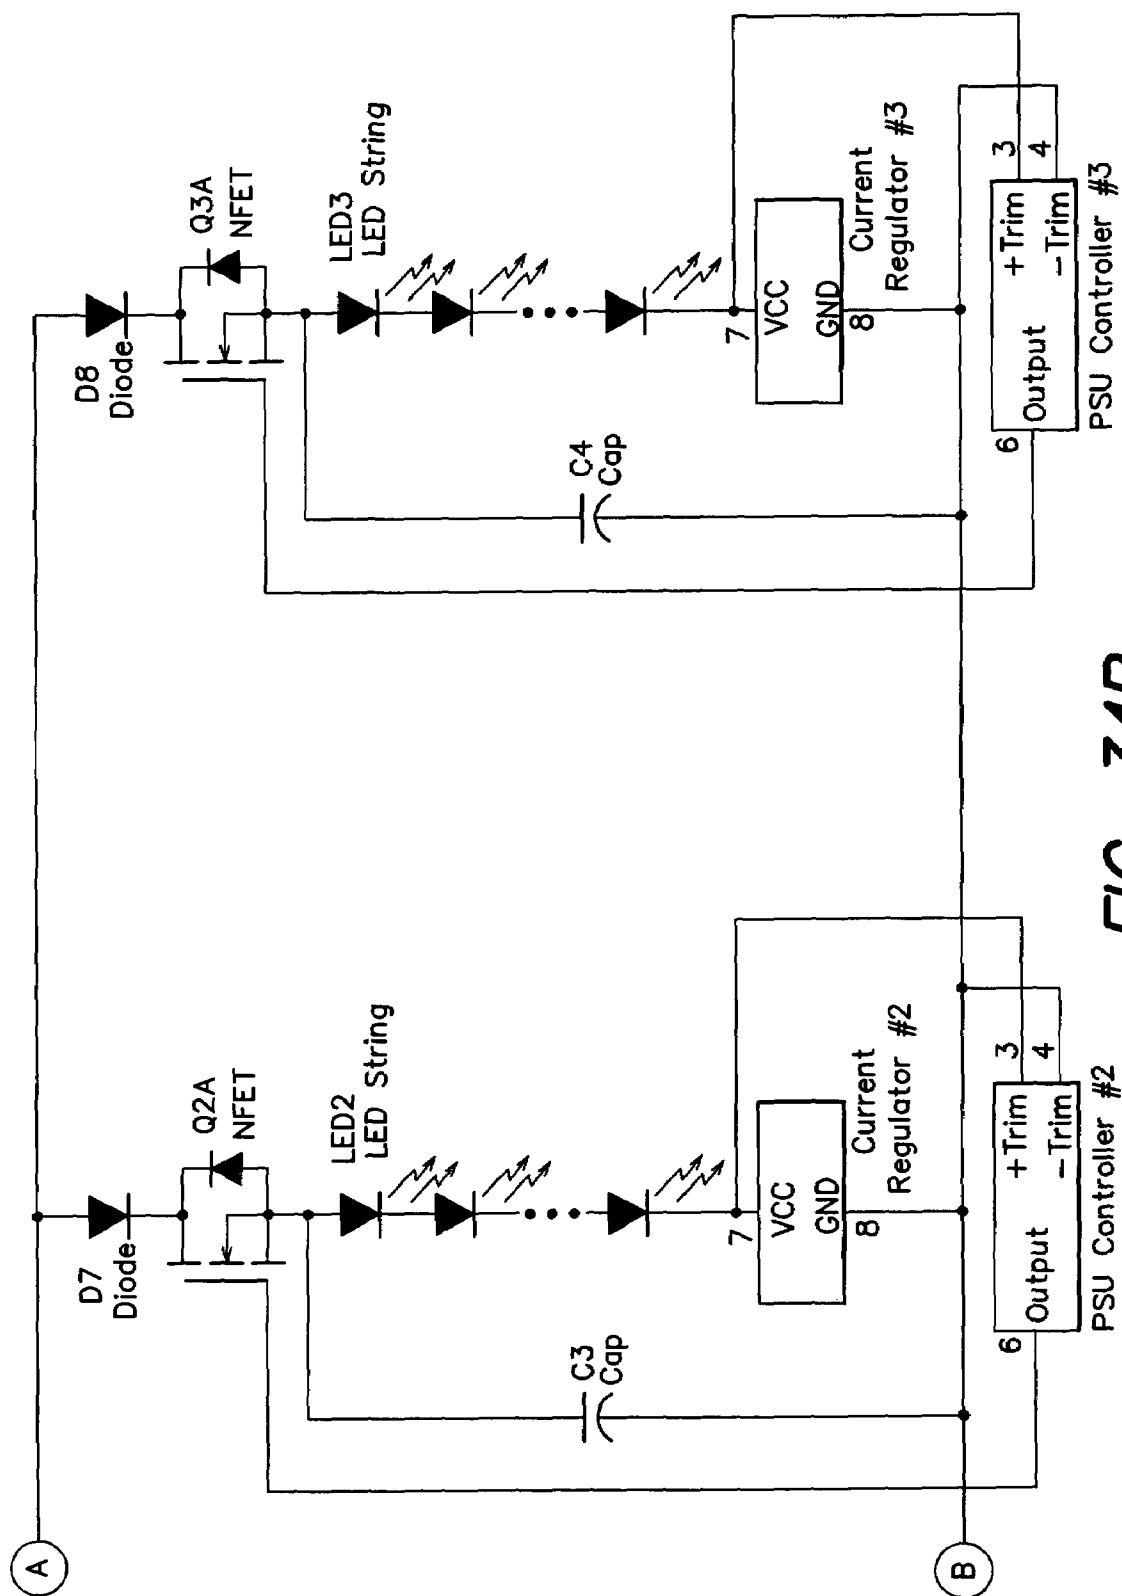 A
D7
Diode
Q2A
NFET
LED2
LED String
C3
Cap
7
VCC
GND
8
Current
Regulator #2
6
Output
+Trim
-Trim
3
4
PSU Controller #2
B
D8
Diode
Q3A
NFET
LED3
LED String
C4
Cap
7
VCC
GND
8
Current
Regulator #3
6
Output
+Trim
-Trim
3
4
PSU Controller #3